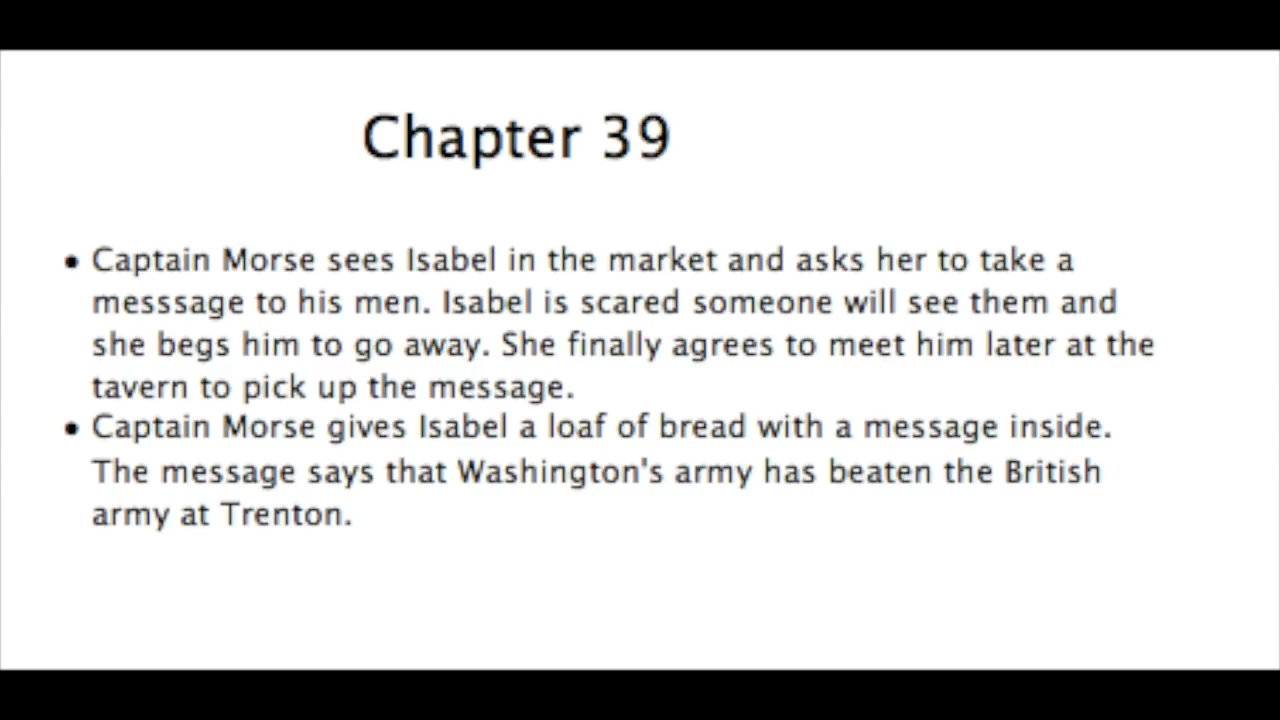 Chapter 39
• Captain Morse sees Isabel in the market and asks her to take a
messsage to his men. Isabel is scared someone will see them and
she begs him to go away. She finally agrees to meet him later at the
tavern to pick up the message.
• Captain Morse gives Isabel a loaf of bread with a message inside.
The message says that Washington's army has beaten the British
army at Trenton.